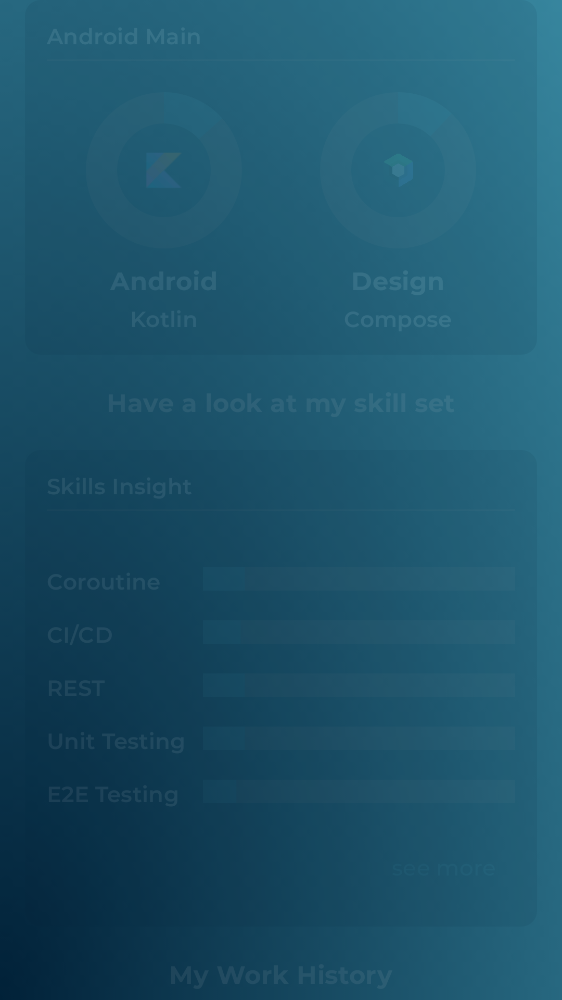 Android Main
Android
Design
Kotlin
Compose
Have a look at my skill set
Skills Insight
Coroutine
CI/CD
REST
Unit Testing
E2E Testing
see more
My Work History